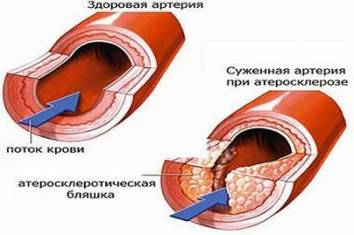 Здоровая артерия
Суженная артерия
при атеросклерозе
поток крови
атеросклеротическая
бляшка